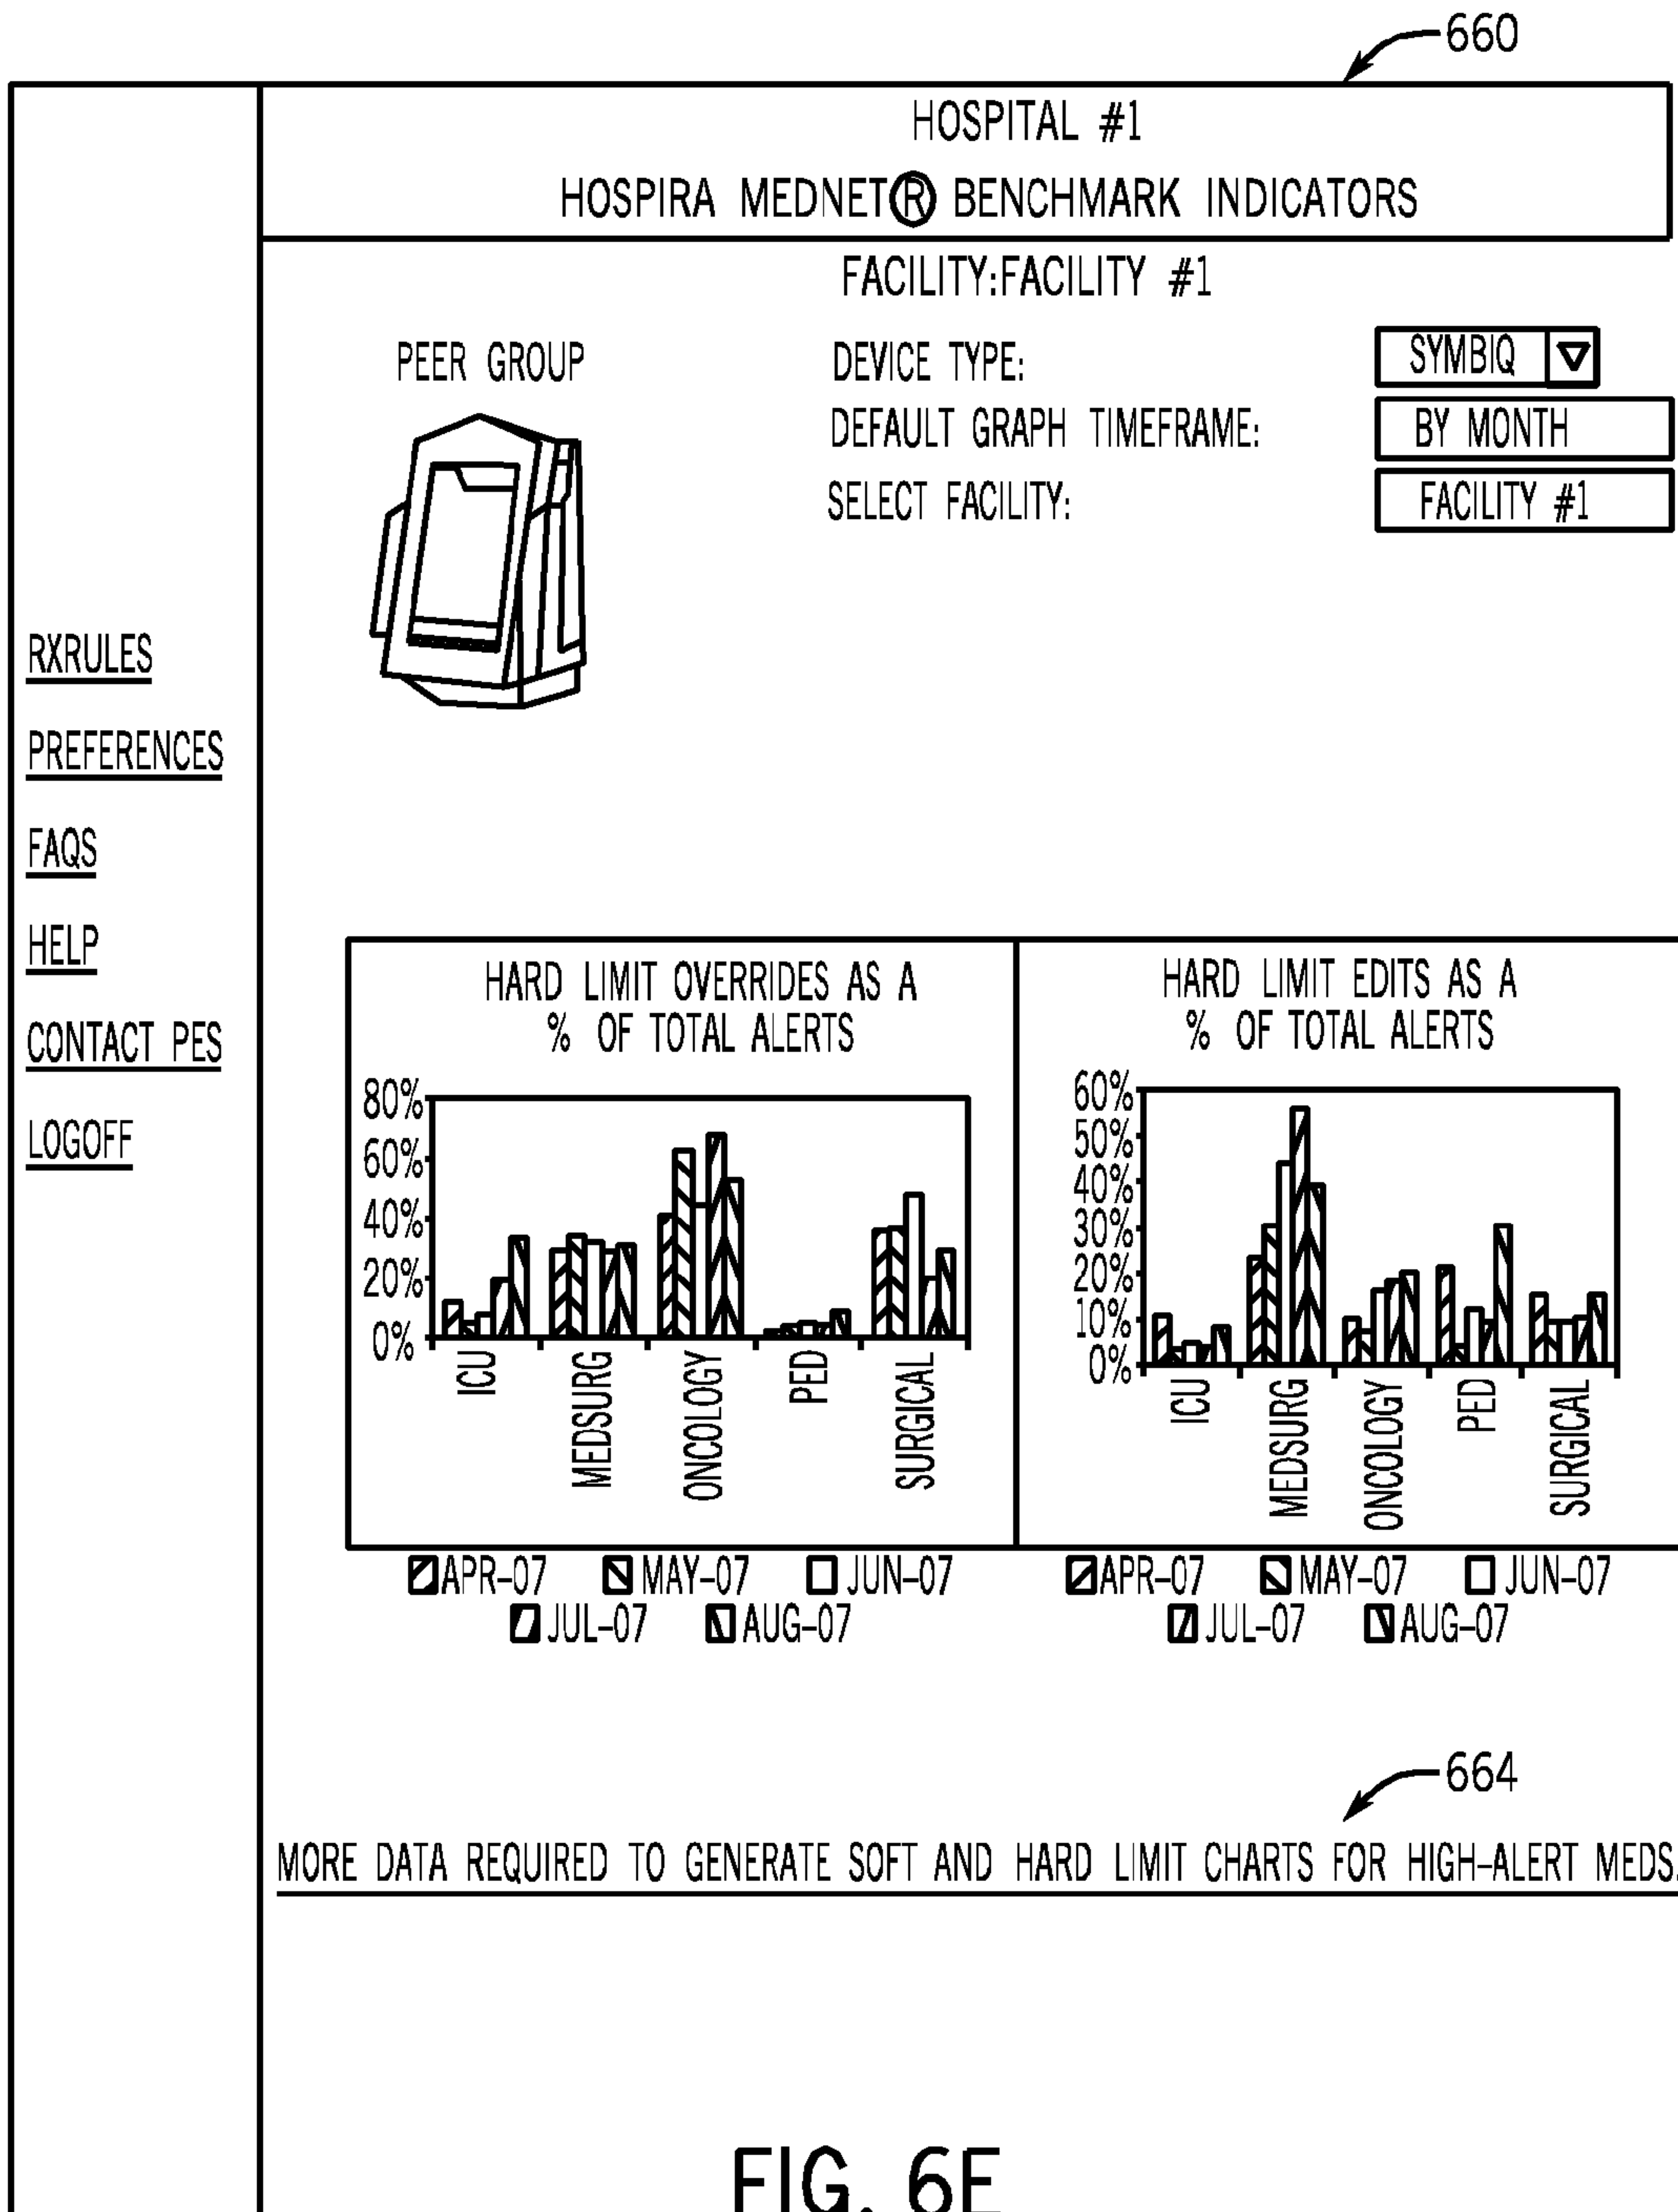 660
HOSPITAL #1
HOSPIRA MEDNET® BENCHMARK INDICATORS
FACILITY:FACILITY #1
PEER GROUP
DEVICE TYPE:
SYMBIQ
DEFAULT GRAPH TIMEFRAME:
BY MONTH
SELECT FACILITY:
FACILITY #1
RXRULES
PREFERENCES
FAQS
HELP
CONTACT PES
LOGOFF
HARD LIMIT OVERRIDES AS A
% OF TOTAL ALERTS
80%
60%
40%
20%
0%
ICU
MEDSURG
ONCOLOGY
PED
SURGICAL
APR–07 MAY–07 JUN–07
JUL–07 AUG–07
HARD LIMIT EDITS AS A
% OF TOTAL ALERTS
60%
50%
40%
30%
20%
10%
0%
ICU
MEDSURG
ONCOLOGY
PED
SURGICAL
APR–07 MAY–07 JUN–07
JUL–07 AUG–07
664
MORE DATA REQUIRED TO GENERATE SOFT AND HARD LIMIT CHARTS FOR HIGH–ALERT MEDS.
FIG. 6E